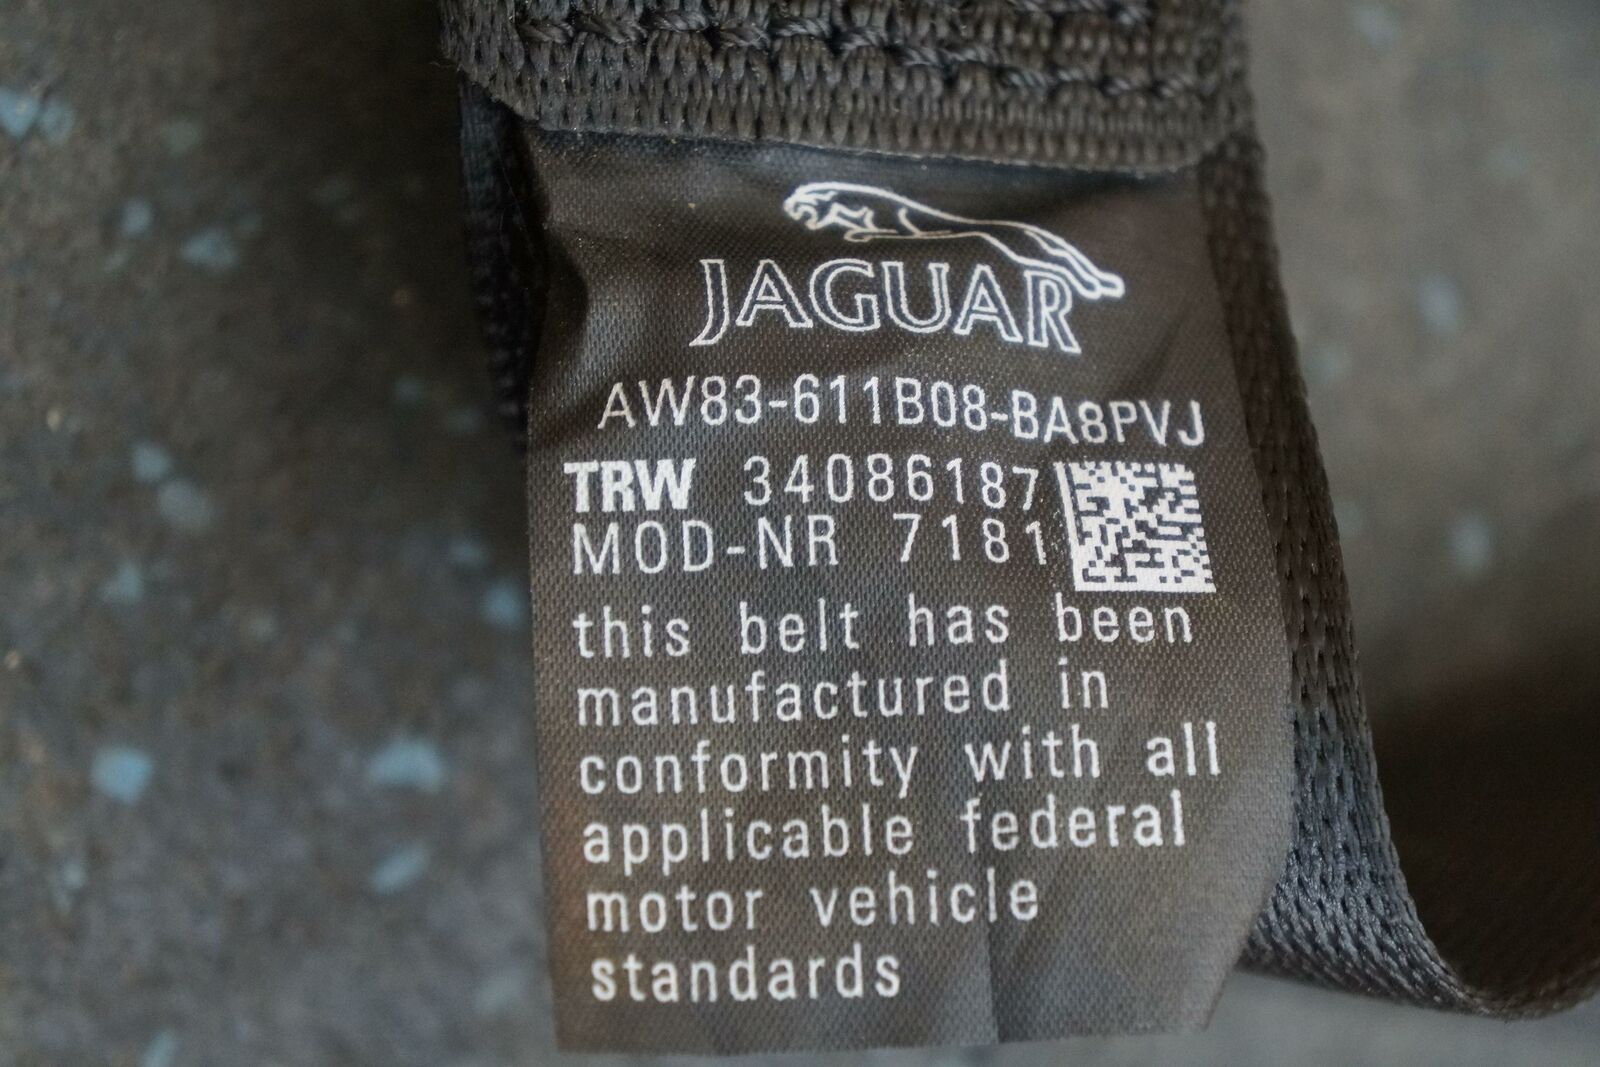 JAGUAR
AW83-611B08-BA8PVJ
TRW 34086187
MOD-NR 7181
this belt has been
manufactured in
conformity with all
applicable federal
motor vehicle
standards